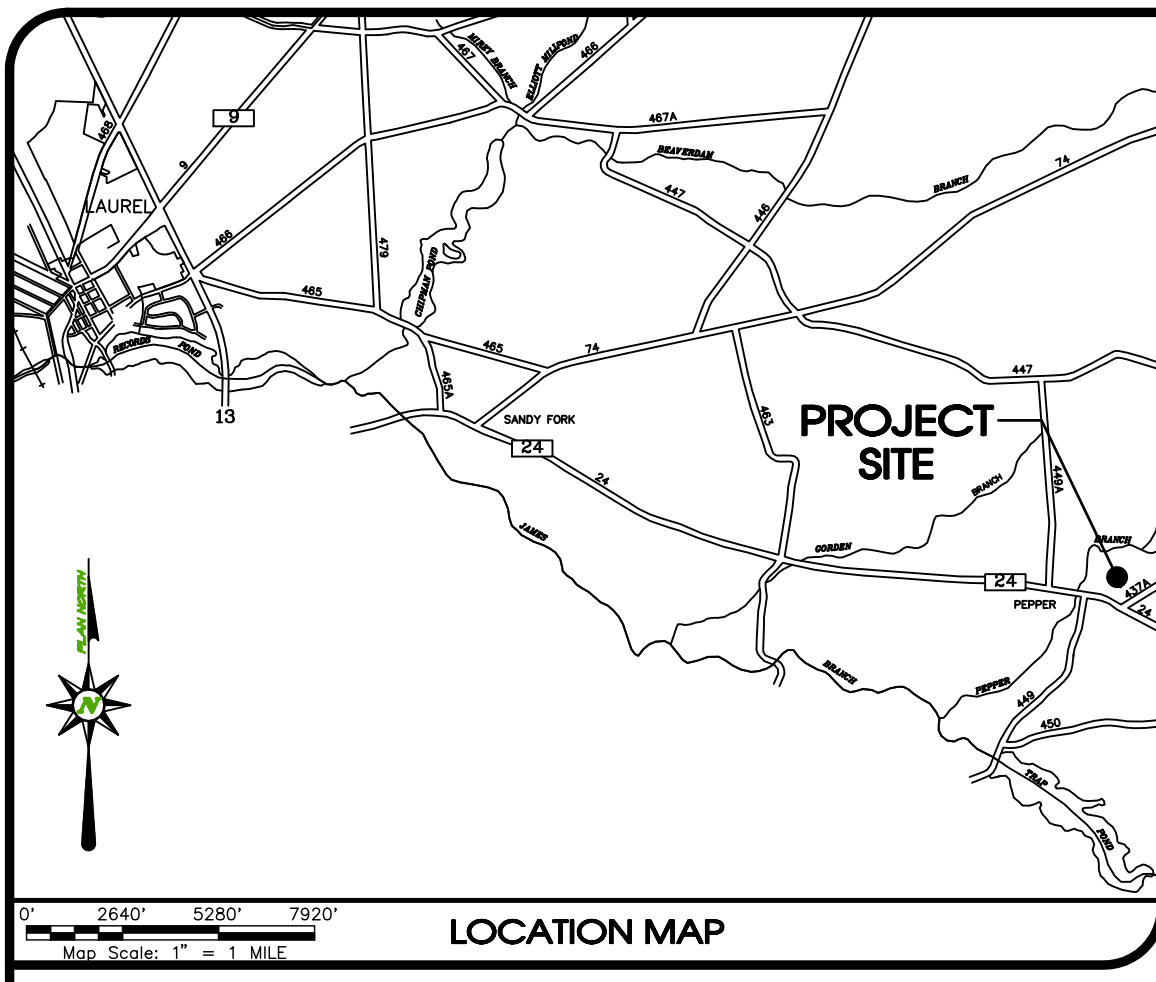 MIREY BRANCH
ELLIOTT MILLPOND
467
466
9
467A
468
9
BEAVERDAM
BRANCH
74
LAUREL
447
446
466
479
CHIPMAN POND
465
RECORDS POND
465
74
447
13
465A
SANDY FORK
463
PROJECT
SITE
24
24
BRANCH
449A
JAMES
GORDEN
BRANCH
24
437A
24
PEPPER
PLAN NORTH
N
BRANCH
PEPPER
449
450
TRAP
POND
0' 2640' 5280' 7920'
Map Scale: 1" = 1 MILE
LOCATION MAP